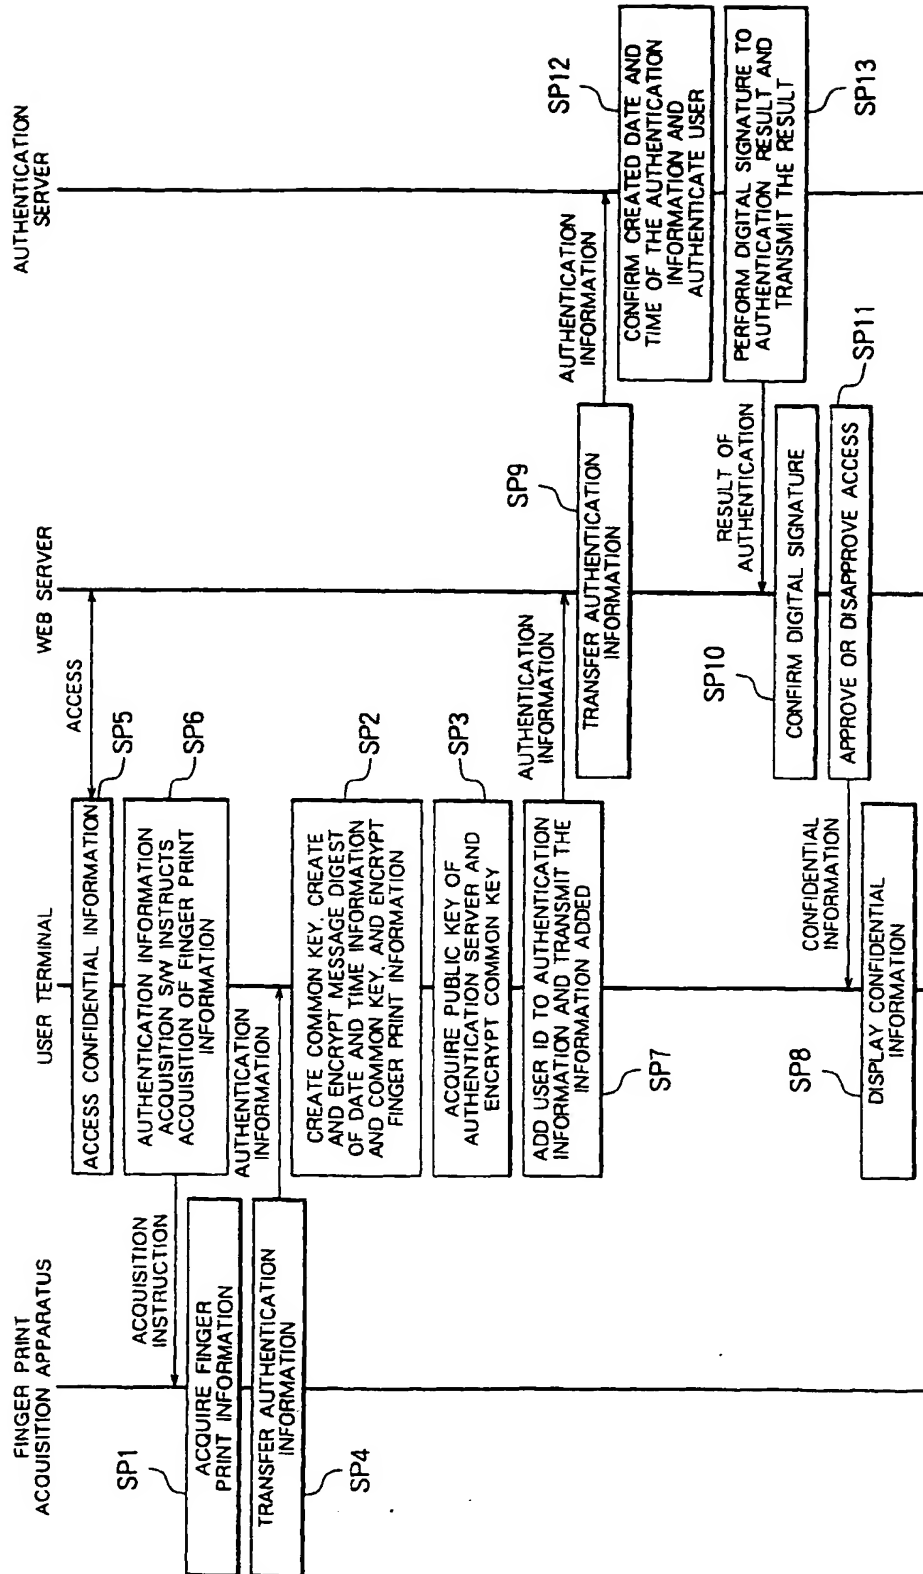 FINGER PRINT
ACQUISITION APPARATUS
USER TERMINAL
WEB SERVER
AUTHENTICATION
SERVER
ACCESS
ACCESS CONFIDENTIAL INFORMATION
SP5
AUTHENTICATION INFORMATION
ACQUISITION S/W INSTRUCTS
ACQUISITION OF FINGER PRINT
INFORMATION
SP6
ACQUISITION
INSTRUCTION
SP1
ACQUIRE FINGER
PRINT INFORMATION
TRANSFER AUTHENTICATION
INFORMATION
SP4
AUTHENTICATION
INFORMATION
CREATE COMMON KEY, CREATE
AND ENCRYPT MESSAGE DIGEST
OF DATE AND TIME INFORMATION
AND COMMON KEY, AND ENCRYPT
FINGER PRINT INFORMATION
SP2
ACQUIRE PUBLIC KEY OF
AUTHENTICATION SERVER AND
ENCRYPT COMMON KEY
SP3
ADD USER ID TO AUTHENTICATION
INFORMATION AND TRANSMIT THE
INFORMATION ADDED
SP7
AUTHENTICATION
INFORMATION
TRANSFER AUTHENTICATION
INFORMATION
SP9
AUTHENTICATION
INFORMATION
CONFIRM CREATED DATE AND
TIME OF THE AUTHENTICATION
INFORMATION AND
AUTHENTICATE USER
SP12
PERFORM DIGITAL SIGNATURE TO
AUTHENTICATION RESULT AND
TRANSMIT THE RESULT
SP13
RESULT OF
AUTHENTICATION
SP10
CONFIRM DIGITAL SIGNATURE
APPROVE OR DISAPPROVE ACCESS
SP11
CONFIDENTIAL
INFORMATION
SP8
DISPLAY CONFIDENTIAL
INFORMATION